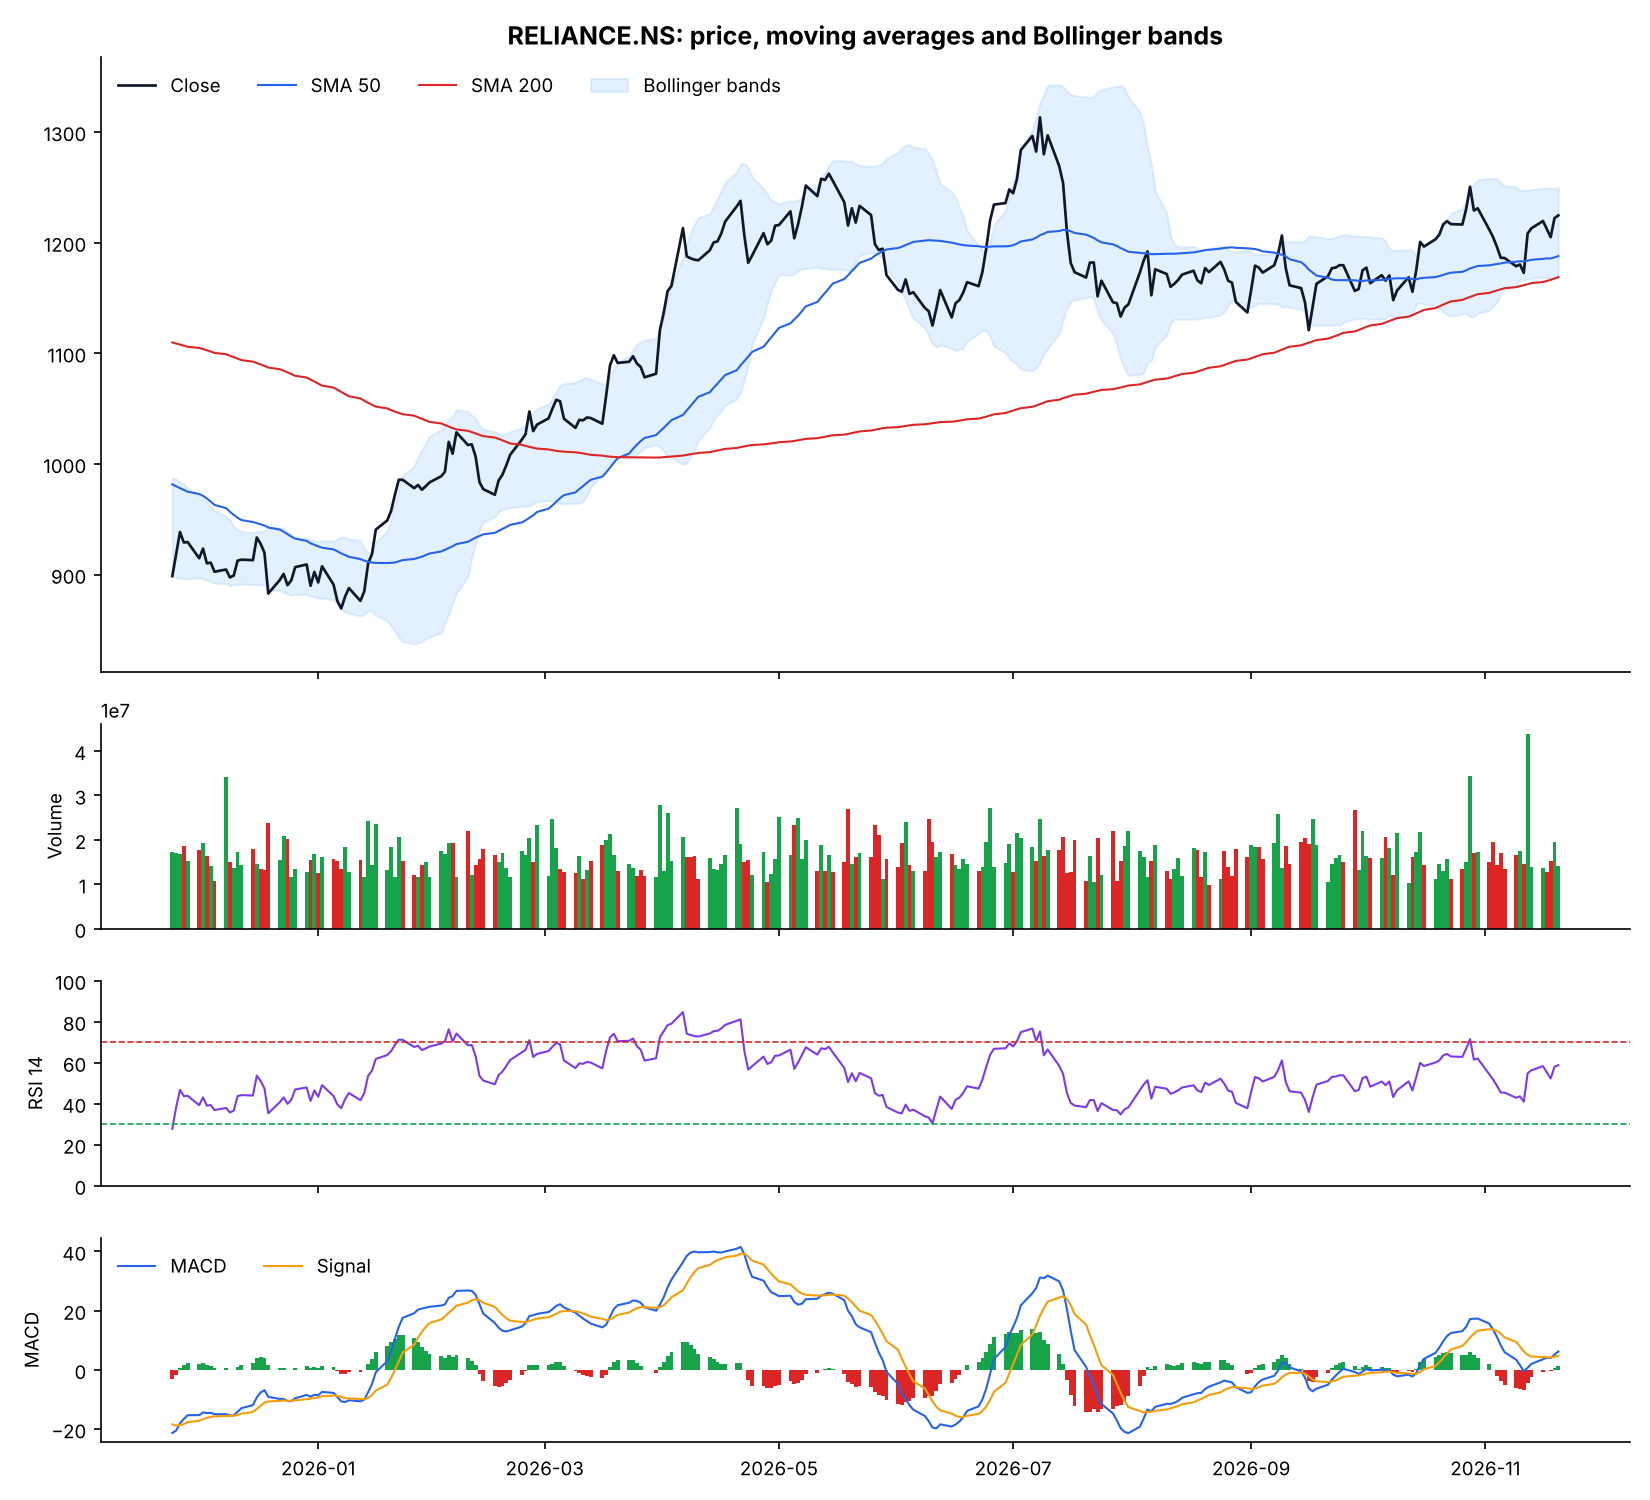 RELIANCE.NS: price, moving averages and Bollinger bands
Close SMA 50 SMA 200 Bollinger bands
1300
1200
1100
1000
900
1e7
Volume
4
3
2
1
0
RSI 14
100
80
60
40
20
0
MACD Signal
MACD
40
20
0
−20
2026-01 2026-03 2026-05 2026-07 2026-09 2026-11